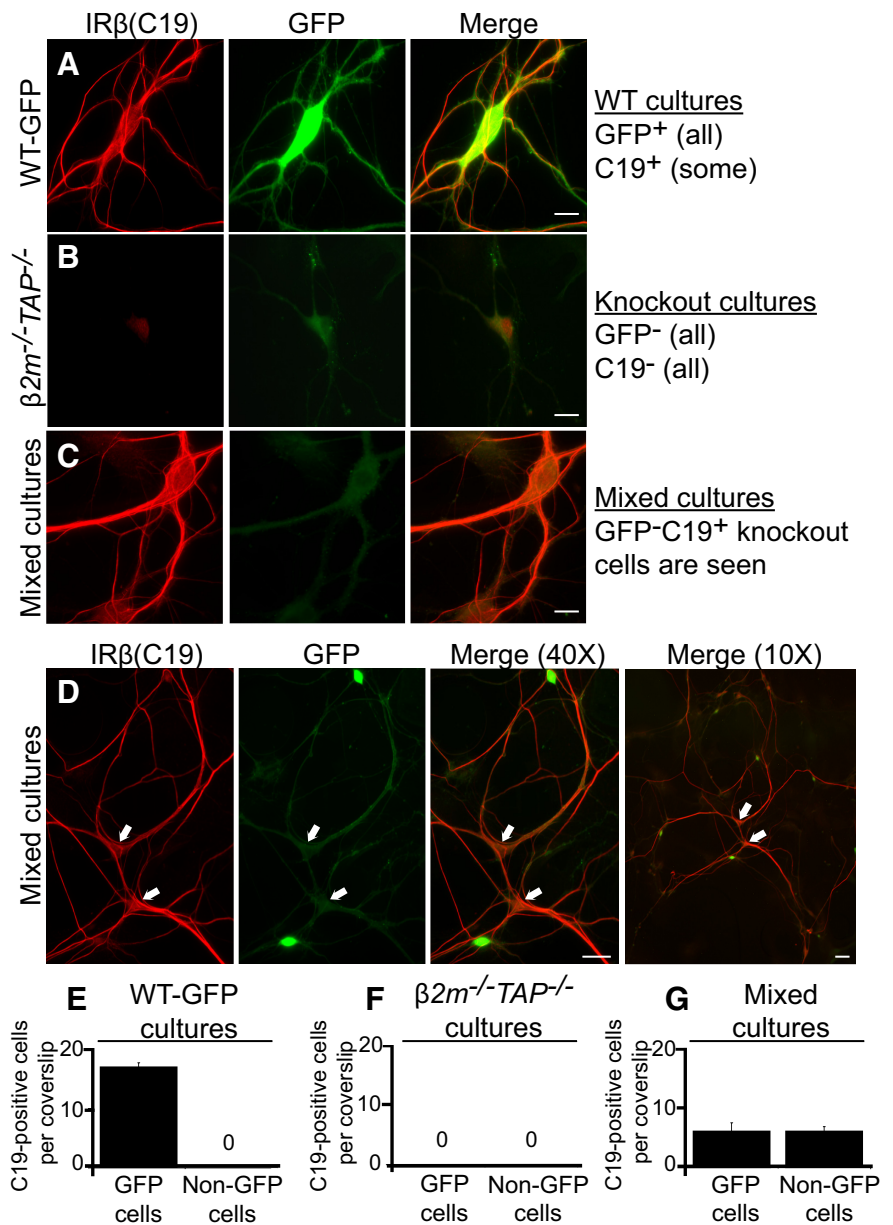 IRβ(C19) GFP Merge
WT-GFP
A
WT cultures
GFP+ (all)
C19+ (some)
β2m-/-TAP-/-
B
Knockout cultures
GFP- (all)
C19- (all)
Mixed cultures
C
Mixed cultures
GFP-C19+ knockout
cells are seen
IRβ(C19) GFP Merge (40X) Merge (10X)
Mixed cultures
D
E WT-GFP
cultures
C19-positive cells
per coverslip
20
10
0
0
GFP
cells
Non-GFP
cells
F β2m-/-TAP-/-
cultures
C19-positive cells
per coverslip
20
10
0
0
0
GFP
cells
Non-GFP
cells
G Mixed
cultures
C19-positive cells
per coverslip
20
10
0
GFP
cells
Non-GFP
cells